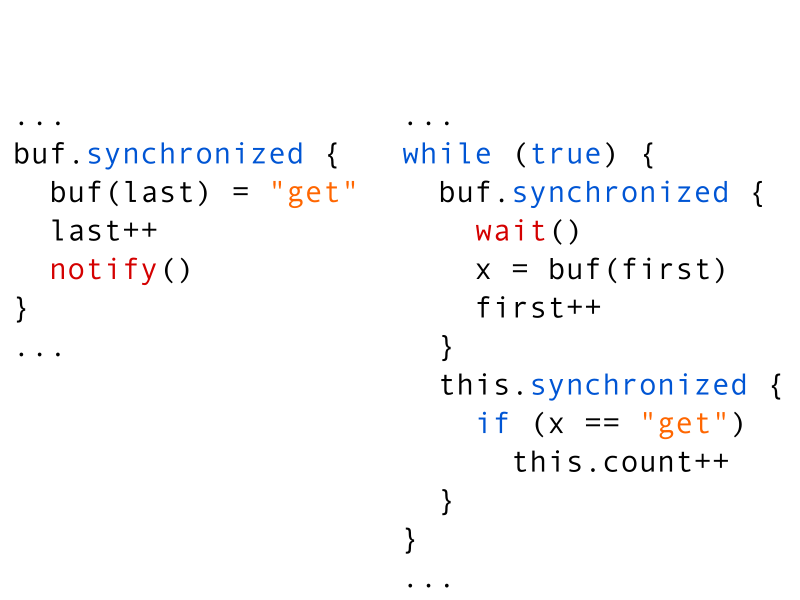 ...
buf.synchronized {
  buf(last) = "get"
  last++
  notify()
}
...
...
while (true) {
  buf.synchronized {
    wait()
    x = buf(first)
    first++
  }
  this.synchronized {
    if (x == "get")
      this.count++
  }
}
...